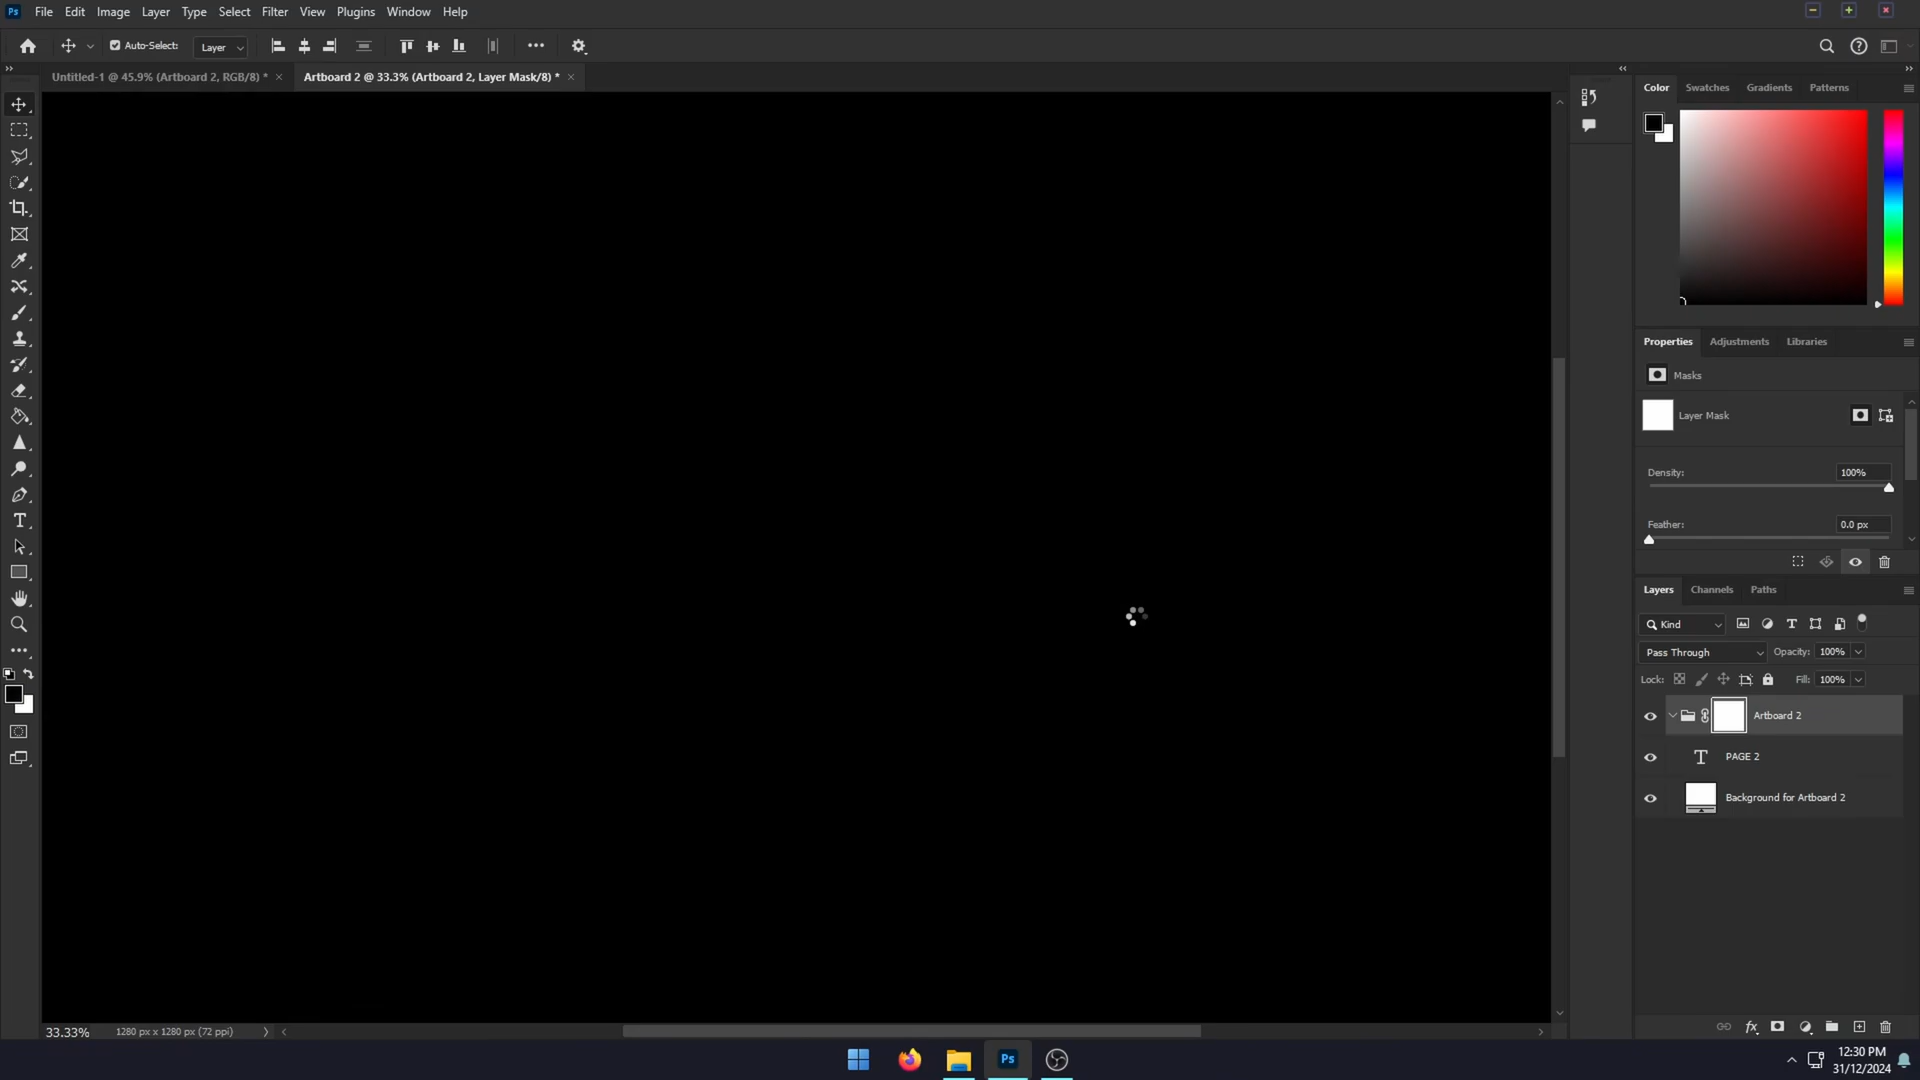 Ps File Edit Image Layer Type Select Filter View Plugins Window Help
Auto-Select: Layer
Untitled-1 @ 45.9% (Artboard 2, RGB/8) * × Artboard 2 @ 33.3% (Artboard 2, Layer Mask/8) * ×
Color Swatches Gradients Patterns
Properties Adjustments Libraries
Masks
Layer Mask
Density: 100%
Feather: 0.0 px
Layers Channels Paths
Kind
Pass Through Opacity: 100%
Lock: Fill: 100%
Artboard 2
T PAGE 2
Background for Artboard 2
33.33% 1280 px x 1280 px (72 ppi)
Ps
12:30 PM
31/12/2024